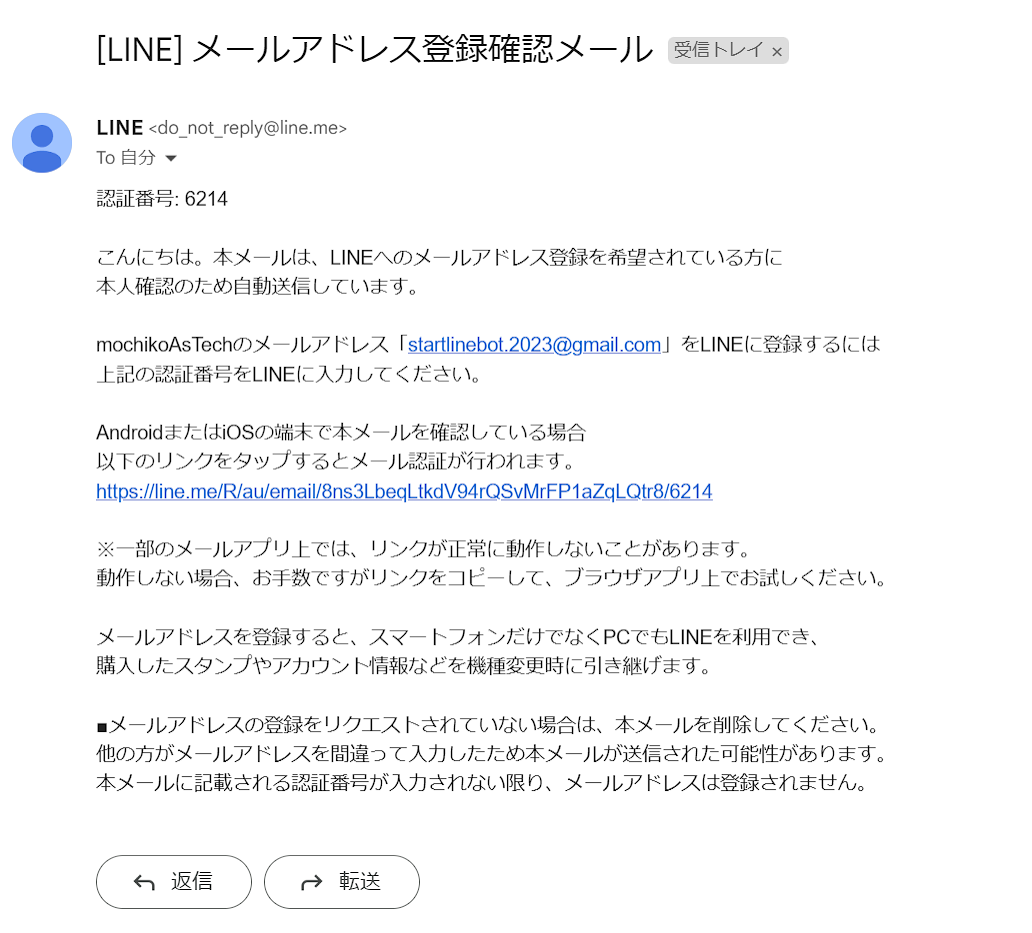 [LINE] メールアドレス登録確認メール 受信トレイ ×
LINE <do_not_reply@line.me>
To 自分
認証番号: 6214
こんにちは。本メールは、LINEへのメールアドレス登録を希望されている方に
本人確認のため自動送信しています。
mochikoAsTechのメールアドレス「startlinebot.2023@gmail.com」をLINEに登録するには
上記の認証番号をLINEに入力してください。
AndroidまたはiOSの端末で本メールを確認している場合
以下のリンクをタップするとメール認証が行われます。
https://line.me/R/au/email/8ns3LbeqLtkdV94rQSvMrFP1aZqLQtr8/6214
※一部のメールアプリ上では、リンクが正常に動作しないことがあります。
動作しない場合、お手数ですがリンクをコピーして、ブラウザアプリ上でお試しください。
メールアドレスを登録すると、スマートフォンだけでなくPCでもLINEを利用でき、
購入したスタンプやアカウント情報などを機種変更時に引き継げます。
■メールアドレスの登録をリクエストされていない場合は、本メールを削除してください。
他の方がメールアドレスを間違って入力したため本メールが送信された可能性があります。
本メールに記載される認証番号が入力されない限り、メールアドレスは登録されません。
返信 転送